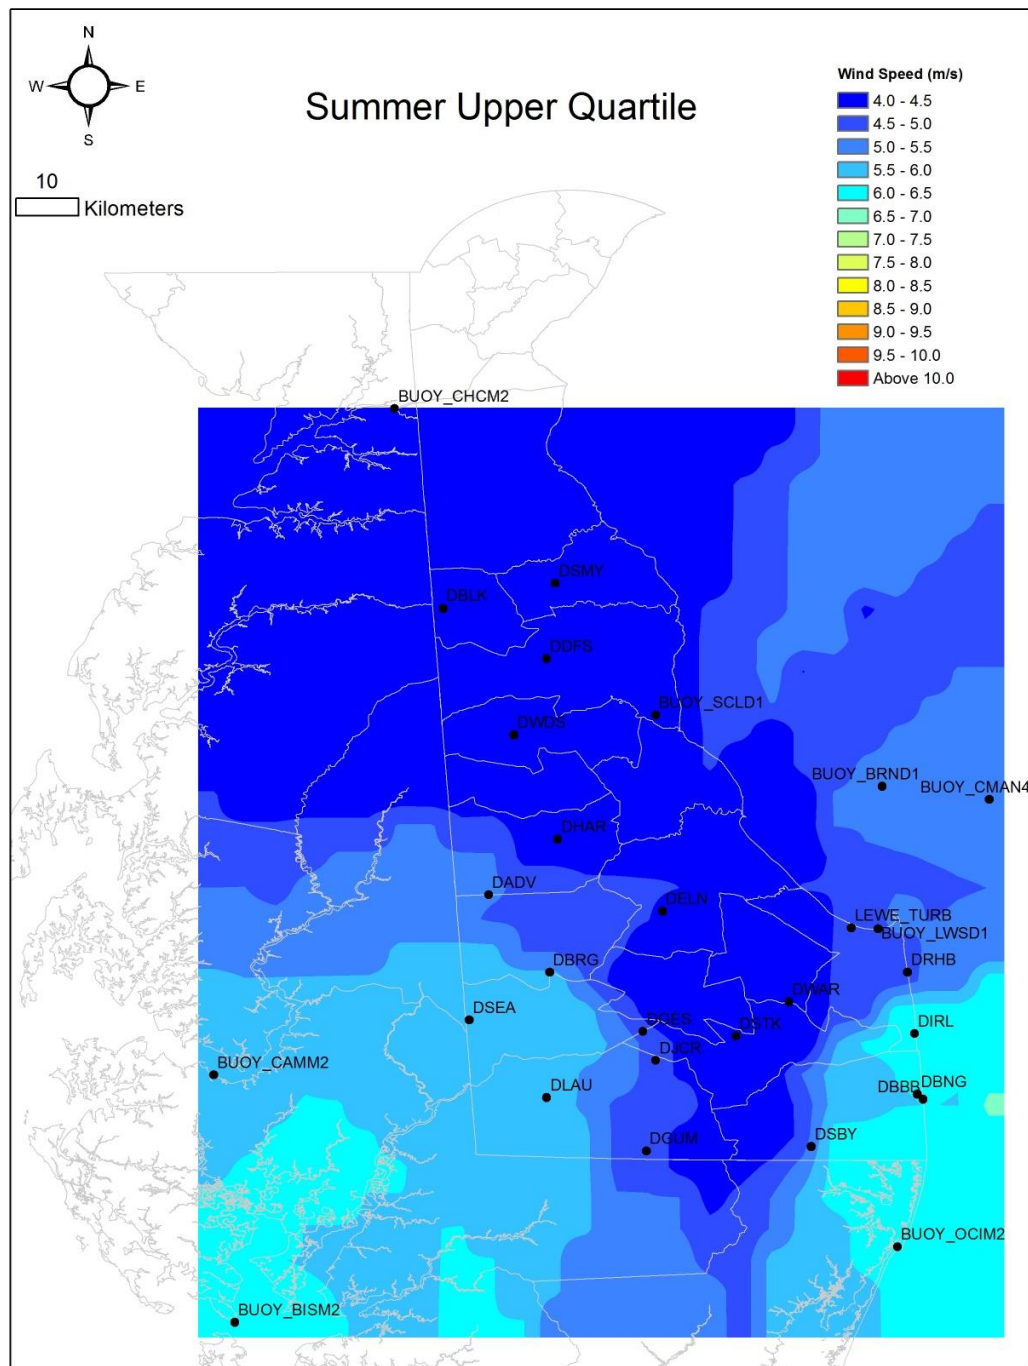 N
W E
S
Summer Upper Quartile
10
Kilometers
Wind Speed (m/s)
4.0 - 4.5
4.5 - 5.0
5.0 - 5.5
5.5 - 6.0
6.0 - 6.5
6.5 - 7.0
7.0 - 7.5
7.5 - 8.0
8.0 - 8.5
8.5 - 9.0
9.0 - 9.5
9.5 - 10.0
Above 10.0
BUOY_CHCM2
DSMY
DBLK
DDFS
BUOY_SCLD1
DWDS
BUOY_BRND1
BUOY_CMAN4
DHAR
DADV
DELN
LEWE_TURB
BUOY_LWSD1
DBRG
DRHB
DWAR
DSEA
DGES
DSTK
DIRL
DJCR
BUOY_CAMM2
DLAU
DBBB
DBNG
DGUM
DSBY
BUOY_OCIM2
BUOY_BISM2